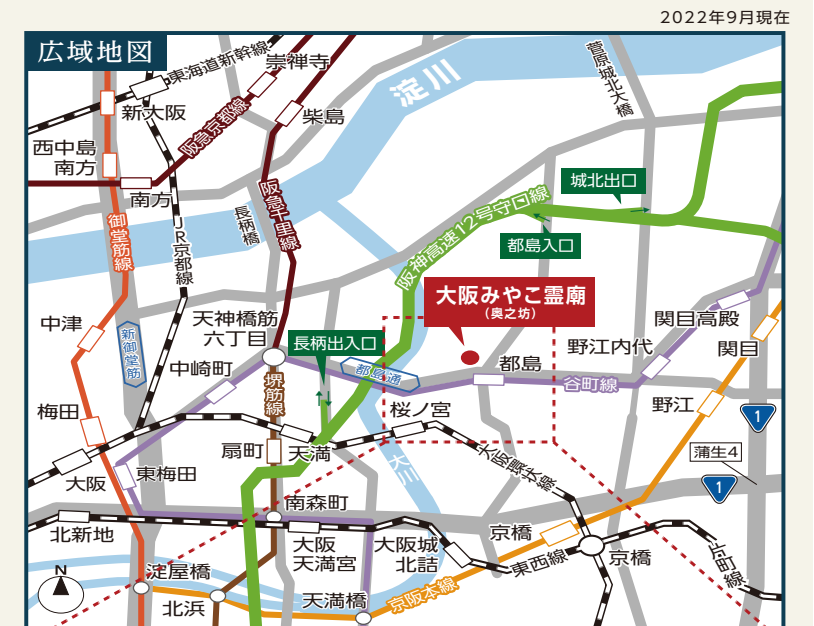 2022年9月現在
広域地図
東海道新幹線
崇禅寺
淀川
菅原城北大橋
新大阪
阪急京都線
柴島
西中島
南方
南方
城北出口
阪急千里線
長柄橋
御堂筋線
JR京都線
阪神高速12号守口線
都島入口
大阪みやこ霊廟
(奥之坊)
中津
新御堂筋
天神橋筋
六丁目
長柄出入口
関目高殿
関目
野江内代
都島
中崎町
都島通
谷町線
堺筋線
梅田
桜ノ宮
野江
1
扇町
天満
大阪環状線
蒲生4
大阪
東梅田
大川
1
南森町
北新地
大阪
天満宮
大阪城
北詰
京橋
京橋
片町線
東西線
N
淀屋橋
北浜
天満橋
京阪本線